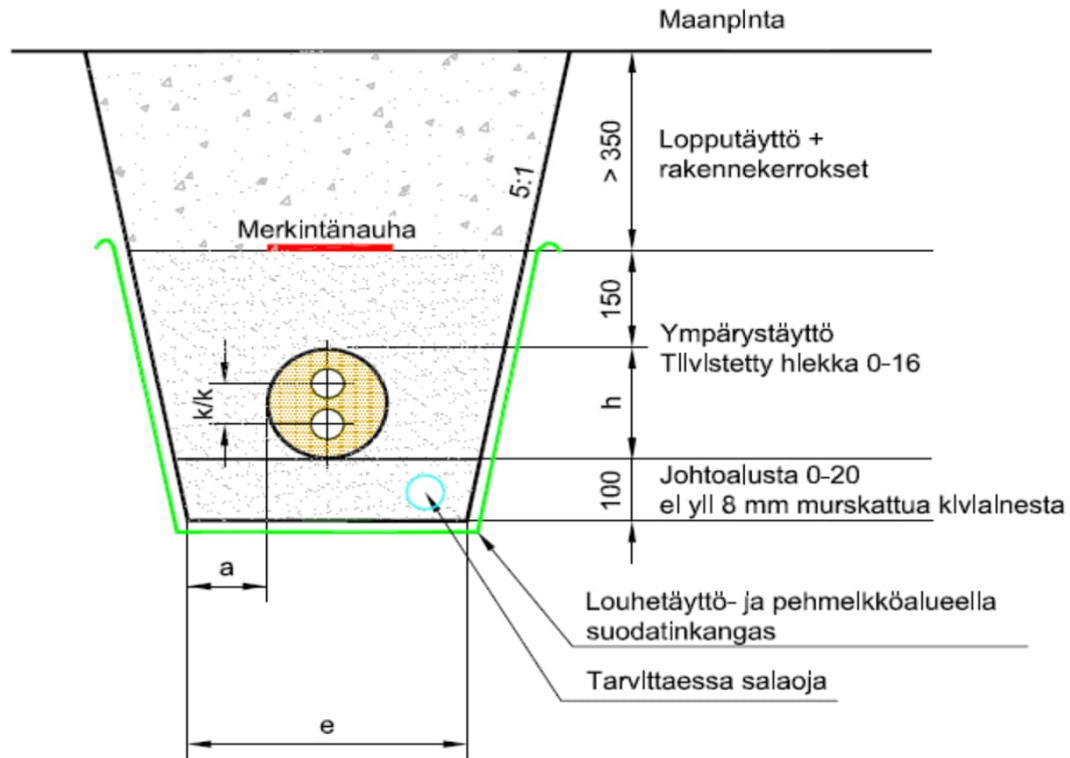 Maanpinta
> 350
Lopputäyttö +
rakennekerrokset
5:1
Merkintänauha
150
Ympärystäyttö
Tiivistetty hiekka 0-16
k/k
h
100
Johtoalusta 0-20
ei yli 8 mm murskattua kiviainesta
a
Louhetäyttö- ja pehmeikköalueella
suodatinkangas
Tarvittaessa salaoja
e